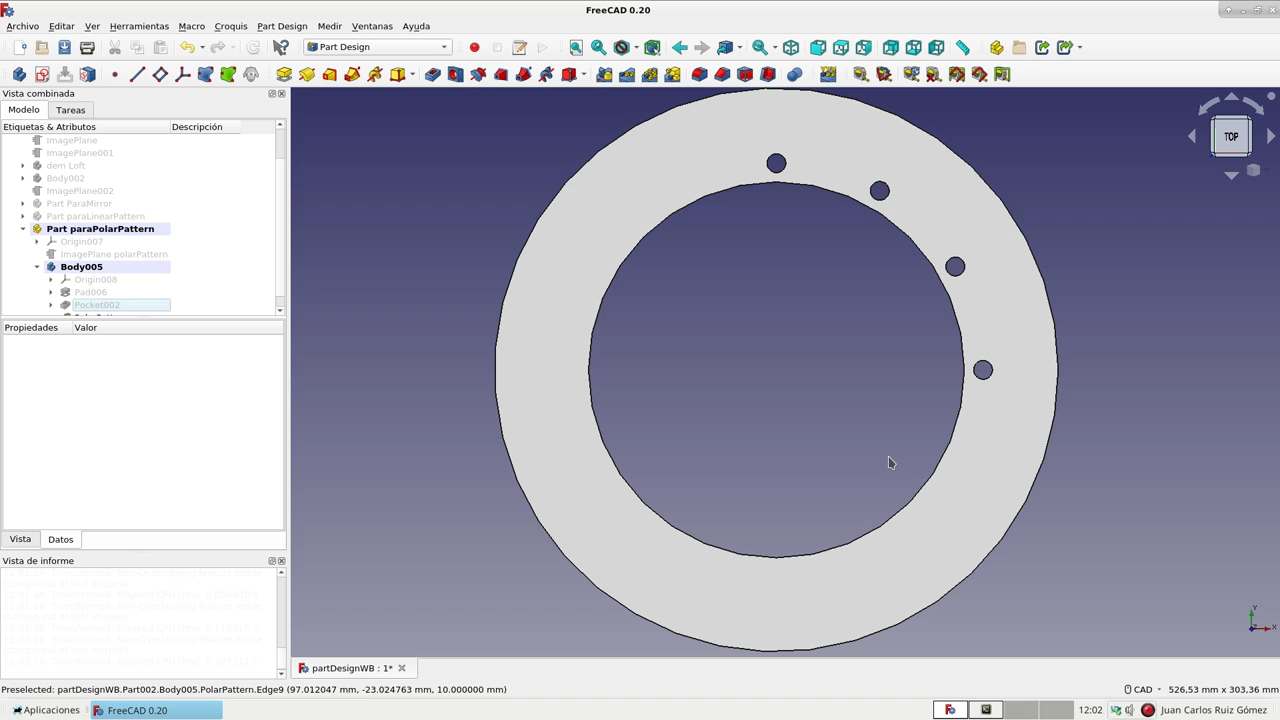 FreeCAD 0.20
Archivo Editar Ver Herramientas Macro Croquis Part Design Medir Ventanas Ayuda
Part Design
Vista combinada
Modelo Tareas
Etiquetas & Atributos Descripción
ImagePlane
ImagePlane001
dem Loft
Body002
ImagePlane002
Part ParaMirror
Part paraLinearPattern
Part paraPolarPattern
Origin007
ImagePlane polarPattern
Body005
Origin008
Pad006
Pocket002
Propiedades Valor
Vista Datos
Vista de informe
TOP
Y
X
partDesignWB : 1*
Preselected: partDesignWB.Part002.Body005.PolarPattern.Edge9 (97.012047 mm, -23.024763 mm, 10.000000 mm)
CAD
526,53 mm x 303,36 mm
Aplicaciones
FreeCAD 0.20
12:02
Juan Carlos Ruiz Gómez